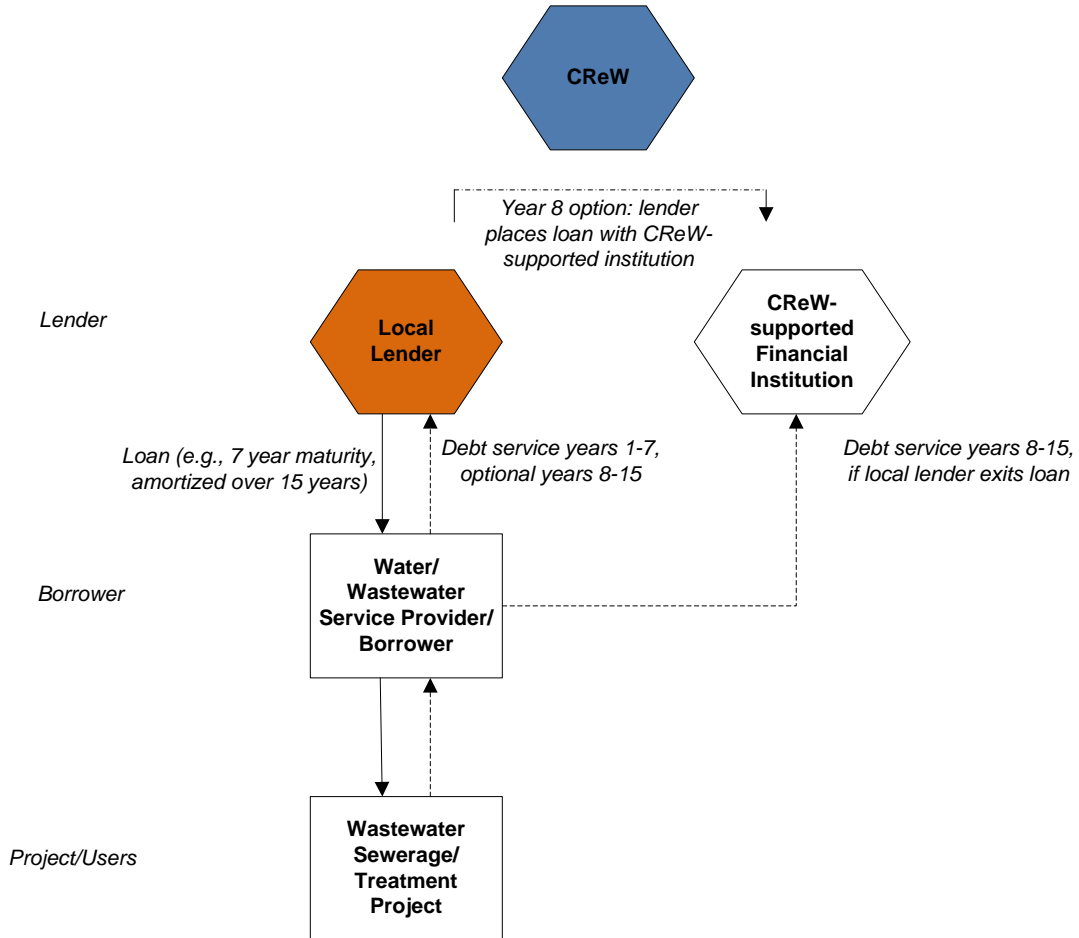 CReW
Year 8 option: lender
places loan with CReW-
supported institution
Lender
Local
Lender
CReW-
supported
Financial
Institution
Loan (e.g., 7 year maturity,
amortized over 15 years)
Debt service years 1-7,
optional years 8-15
Debt service years 8-15,
if local lender exits loan
Borrower
Water/
Wastewater
Service Provider/
Borrower
Project/Users
Wastewater
Sewerage/
Treatment
Project